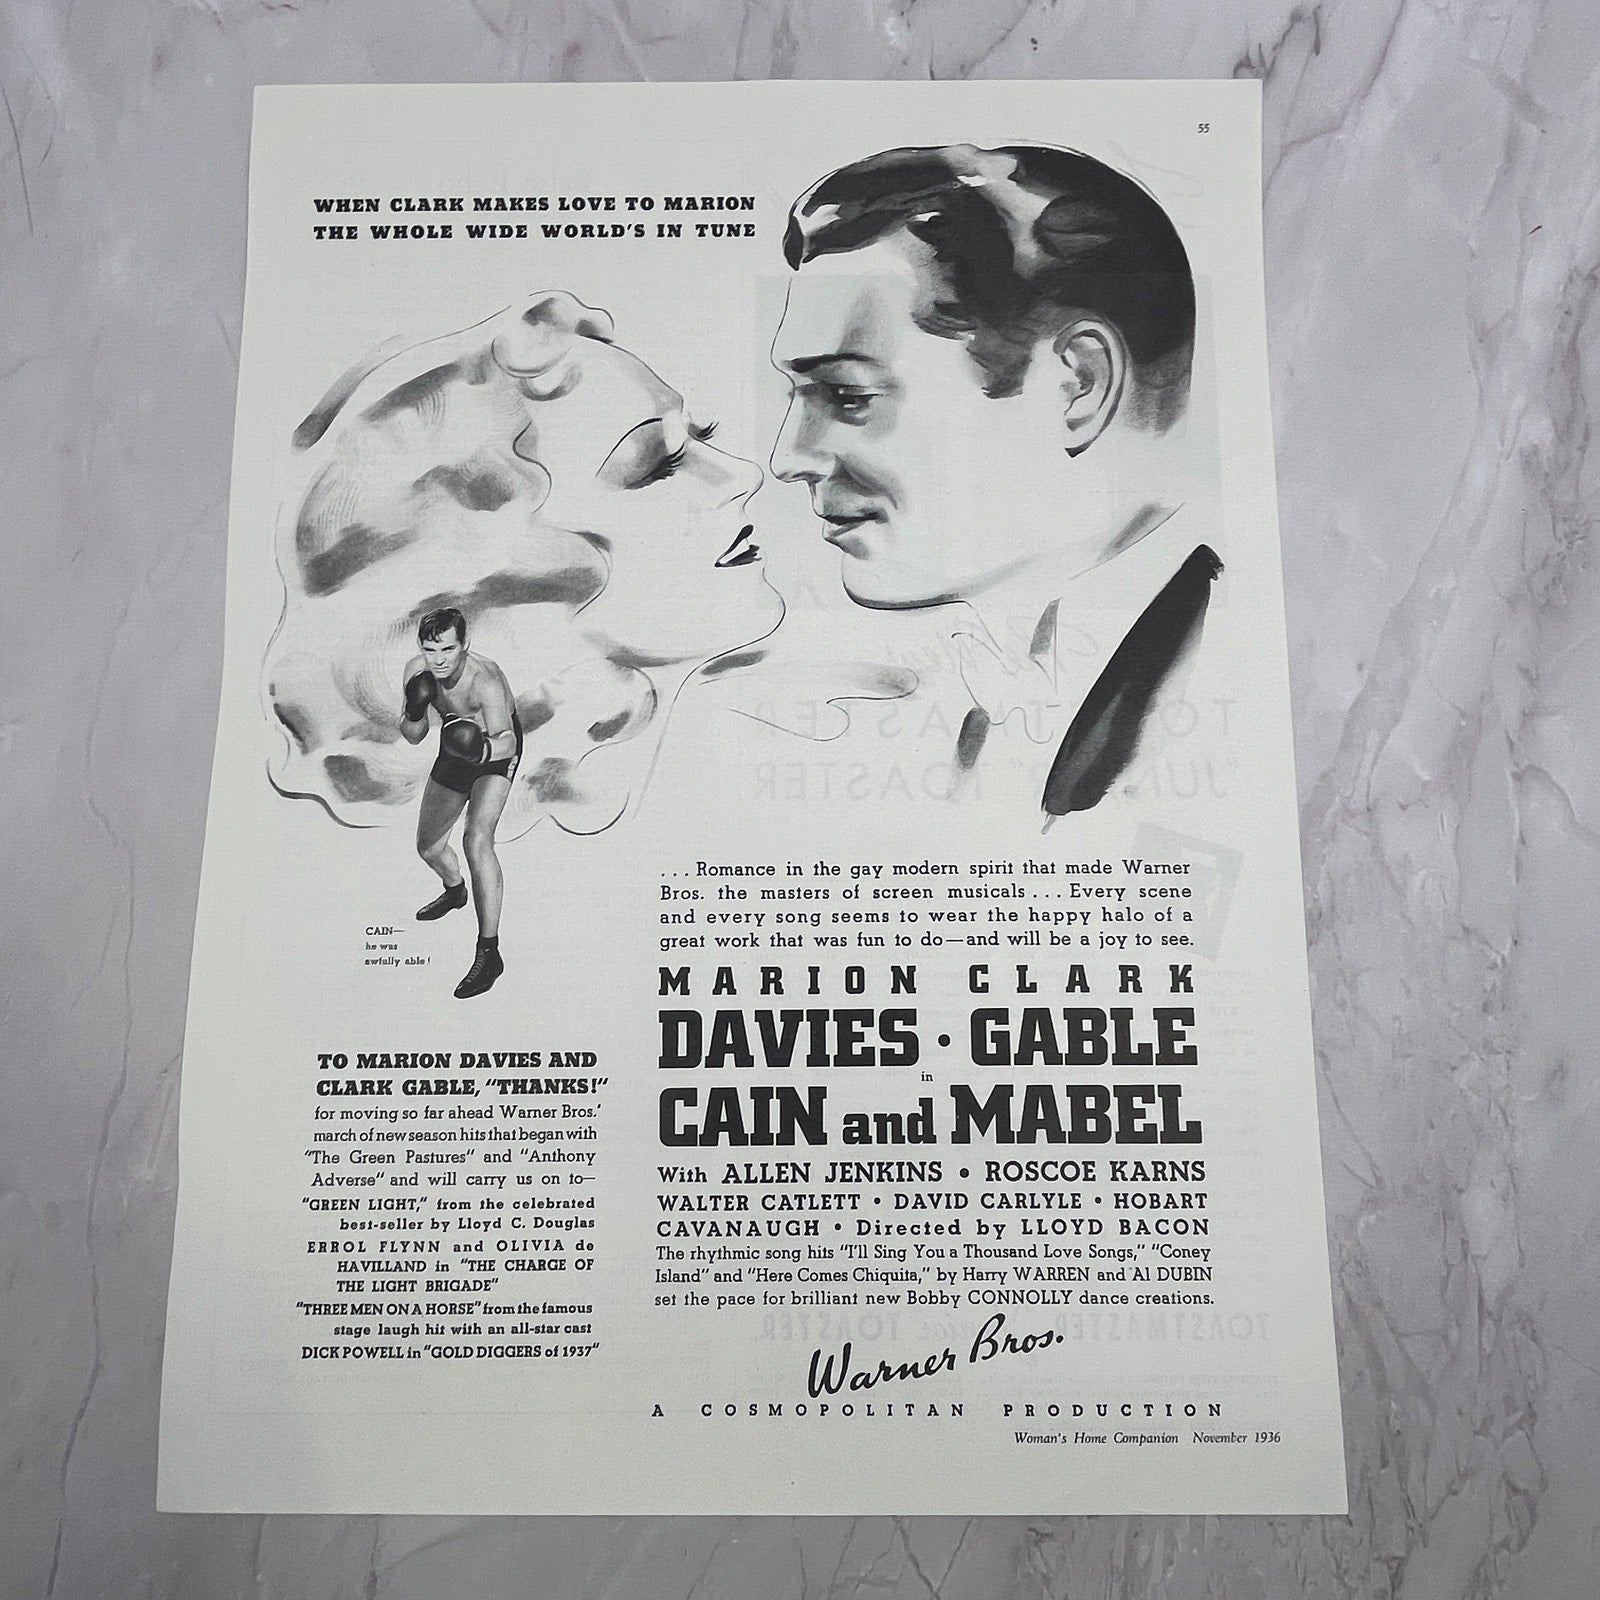 55
WHEN CLARK MAKES LOVE TO MARION
THE WHOLE WIDE WORLD'S IN TUNE
CAIN—
he was
awfully able!
... Romance in the gay modern spirit that made Warner
Bros. the masters of screen musicals ... Every scene
and every song seems to wear the happy halo of a
great work that was fun to do—and will be a joy to see.
MARION CLARK
DAVIES • GABLE
in
CAIN and MABEL
With ALLEN JENKINS • ROSCOE KARNS
WALTER CATLETT • DAVID CARLYLE • HOBART
CAVANAUGH • Directed by LLOYD BACON
The rhythmic song hits "I'll Sing You a Thousand Love Songs," "Coney
Island" and "Here Comes Chiquita," by Harry WARREN and Al DUBIN
set the pace for brilliant new Bobby CONNOLLY dance creations.
TO MARION DAVIES AND
CLARK GABLE, "THANKS!"
for moving so far ahead Warner Bros.'
march of new season hits that began with
"The Green Pastures" and "Anthony
Adverse" and will carry us on to—
"GREEN LIGHT," from the celebrated
best-seller by Lloyd C. Douglas
ERROL FLYNN and OLIVIA de
HAVILLAND in "THE CHARGE OF
THE LIGHT BRIGADE"
"THREE MEN ON A HORSE" from the famous
stage laugh hit with an all-star cast
DICK POWELL in "GOLD DIGGERS of 1937"
Warner Bros.
A COSMOPOLITAN PRODUCTION
Woman's Home Companion November 1936